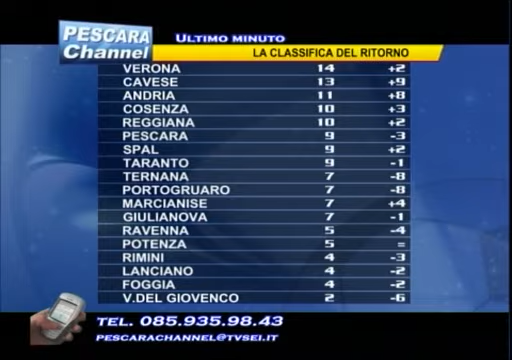 PESCARA
Channel
ULTIMO MINUTO
LA CLASSIFICA DEL RITORNO
VERONA 14 +2
CAVESE 13 +9
ANDRIA 11 +8
COSENZA 10 +3
REGGIANA 10 +2
PESCARA 9 -3
SPAL 9 +2
TARANTO 9 -1
TERNANA 7 -8
PORTOGRUARO 7 -8
MARCIANISE 7 +4
GIULIANOVA 7 -1
RAVENNA 5 -4
POTENZA 5 =
RIMINI 4 -3
LANCIANO 4 -2
FOGGIA 4 -2
V.DEL GIOVENCO 2 -6
TEL. 085.935.98.43
PESCARACHANNEL@TVSEI.IT